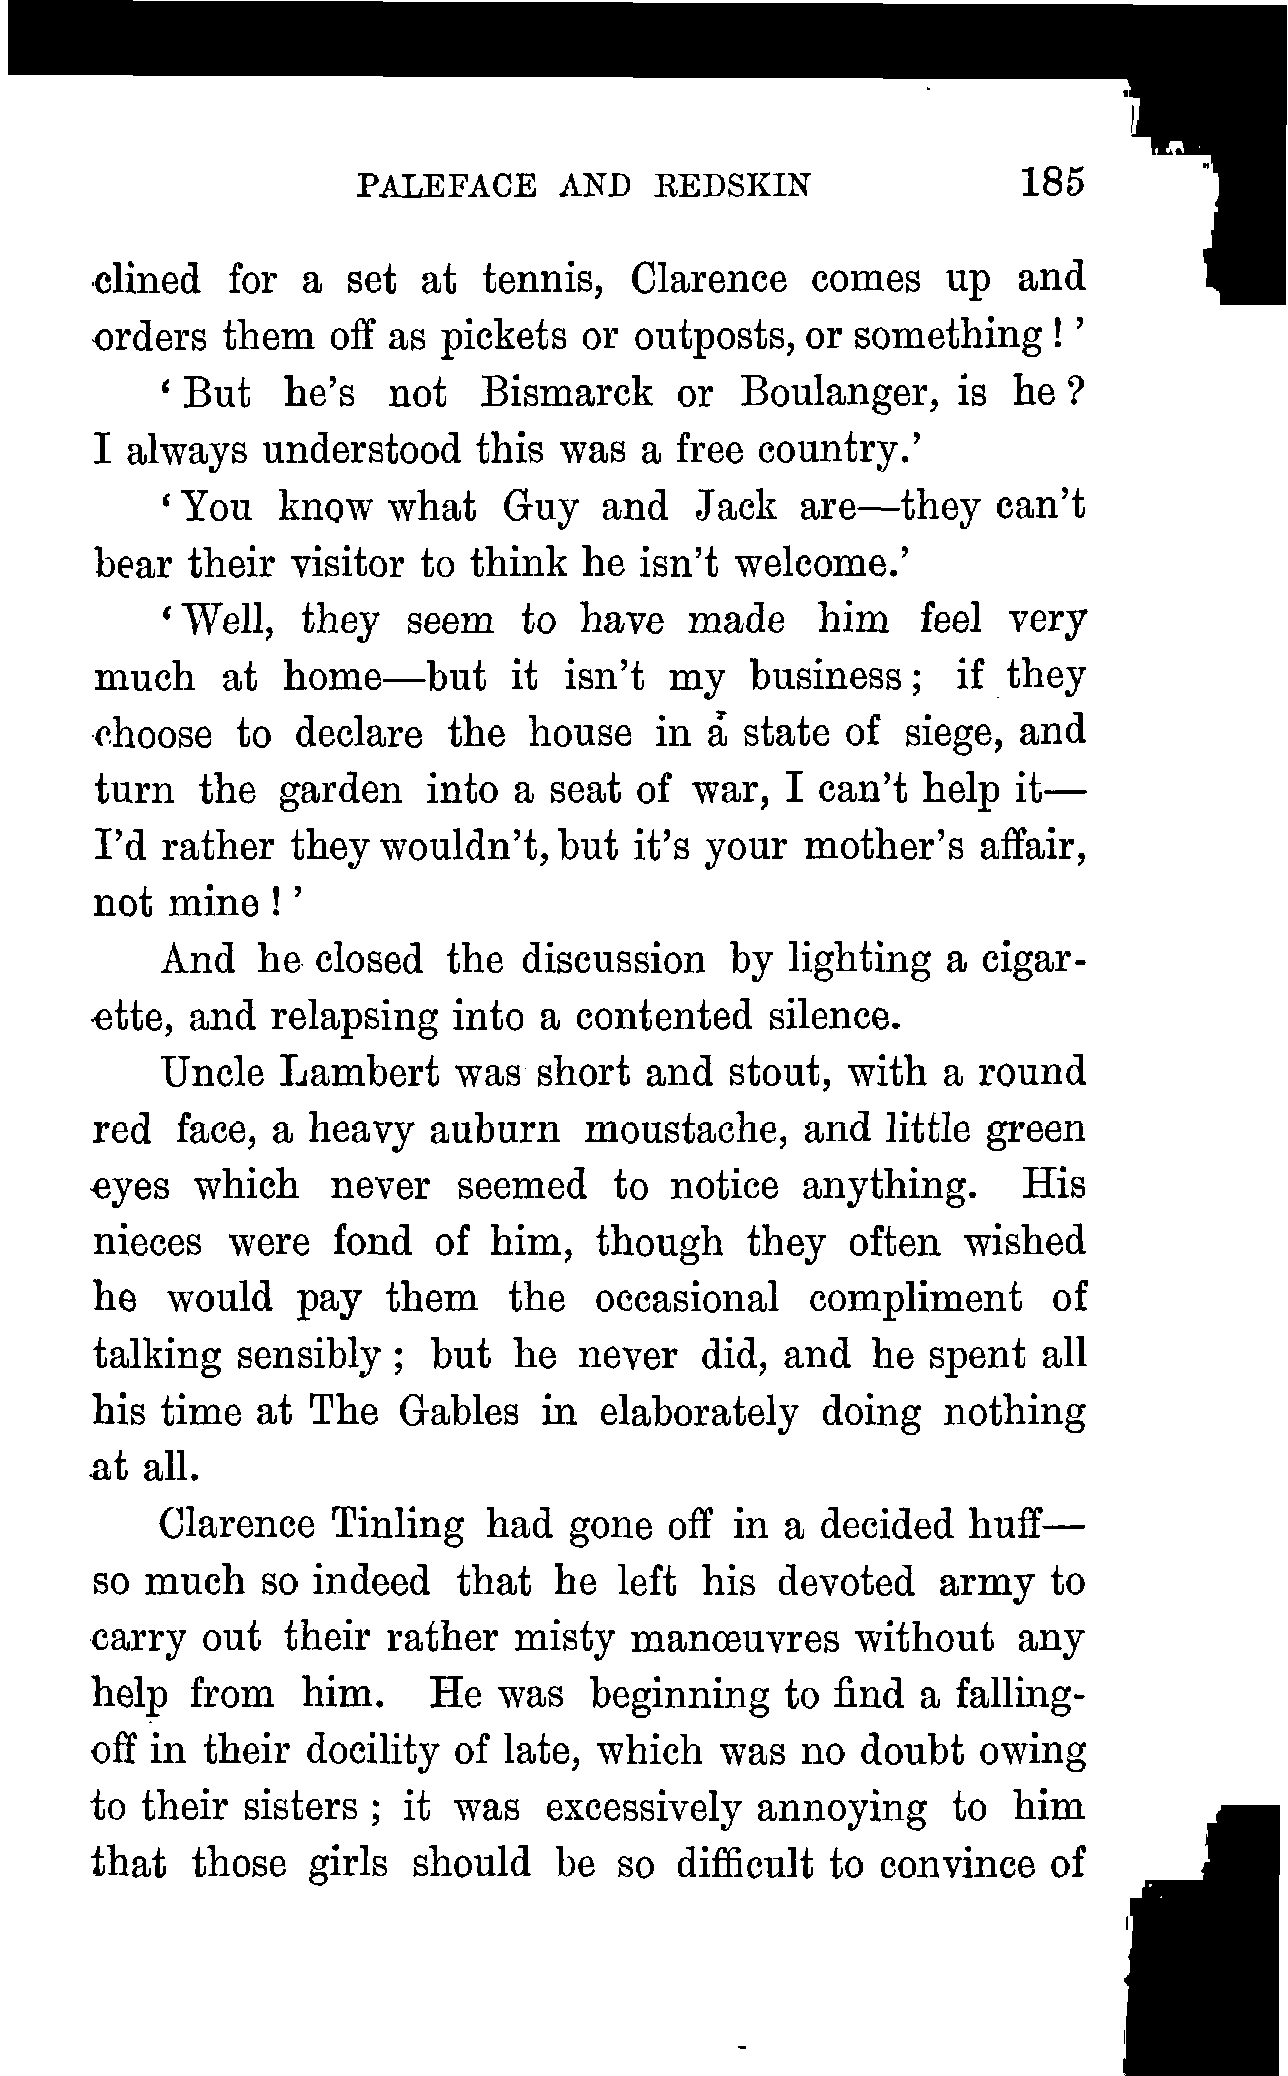 PALEFACE AND REDSKIN 185
clined for a set at tennis, Clarence comes up and
orders them off as pickets or outposts, or something ! ’
‘ But he’s not Bismarck or Boulanger, is he ?
I always understood this was a free country.’
‘ You know what Guy and Jack are—they can’t
bear their visitor to think he isn’t welcome.’
‘ Well, they seem to have made him feel very
much at home—but it isn’t my business ; if they
choose to declare the house in a state of siege, and
turn the garden into a seat of war, I can’t help it—
I’d rather they wouldn’t, but it’s your mother’s affair,
not mine ! ’
And he closed the discussion by lighting a cigar-
ette, and relapsing into a contented silence.
Uncle Lambert was short and stout, with a round
red face, a heavy auburn moustache, and little green
eyes which never seemed to notice anything. His
nieces were fond of him, though they often wished
he would pay them the occasional compliment of
talking sensibly ; but he never did, and he spent all
his time at The Gables in elaborately doing nothing
at all.
Clarence Tinling had gone off in a decided huff—
so much so indeed that he left his devoted army to
carry out their rather misty manœuvres without any
help from him. He was beginning to find a falling-
off in their docility of late, which was no doubt owing
to their sisters ; it was excessively annoying to him
that those girls should be so difficult to convince of